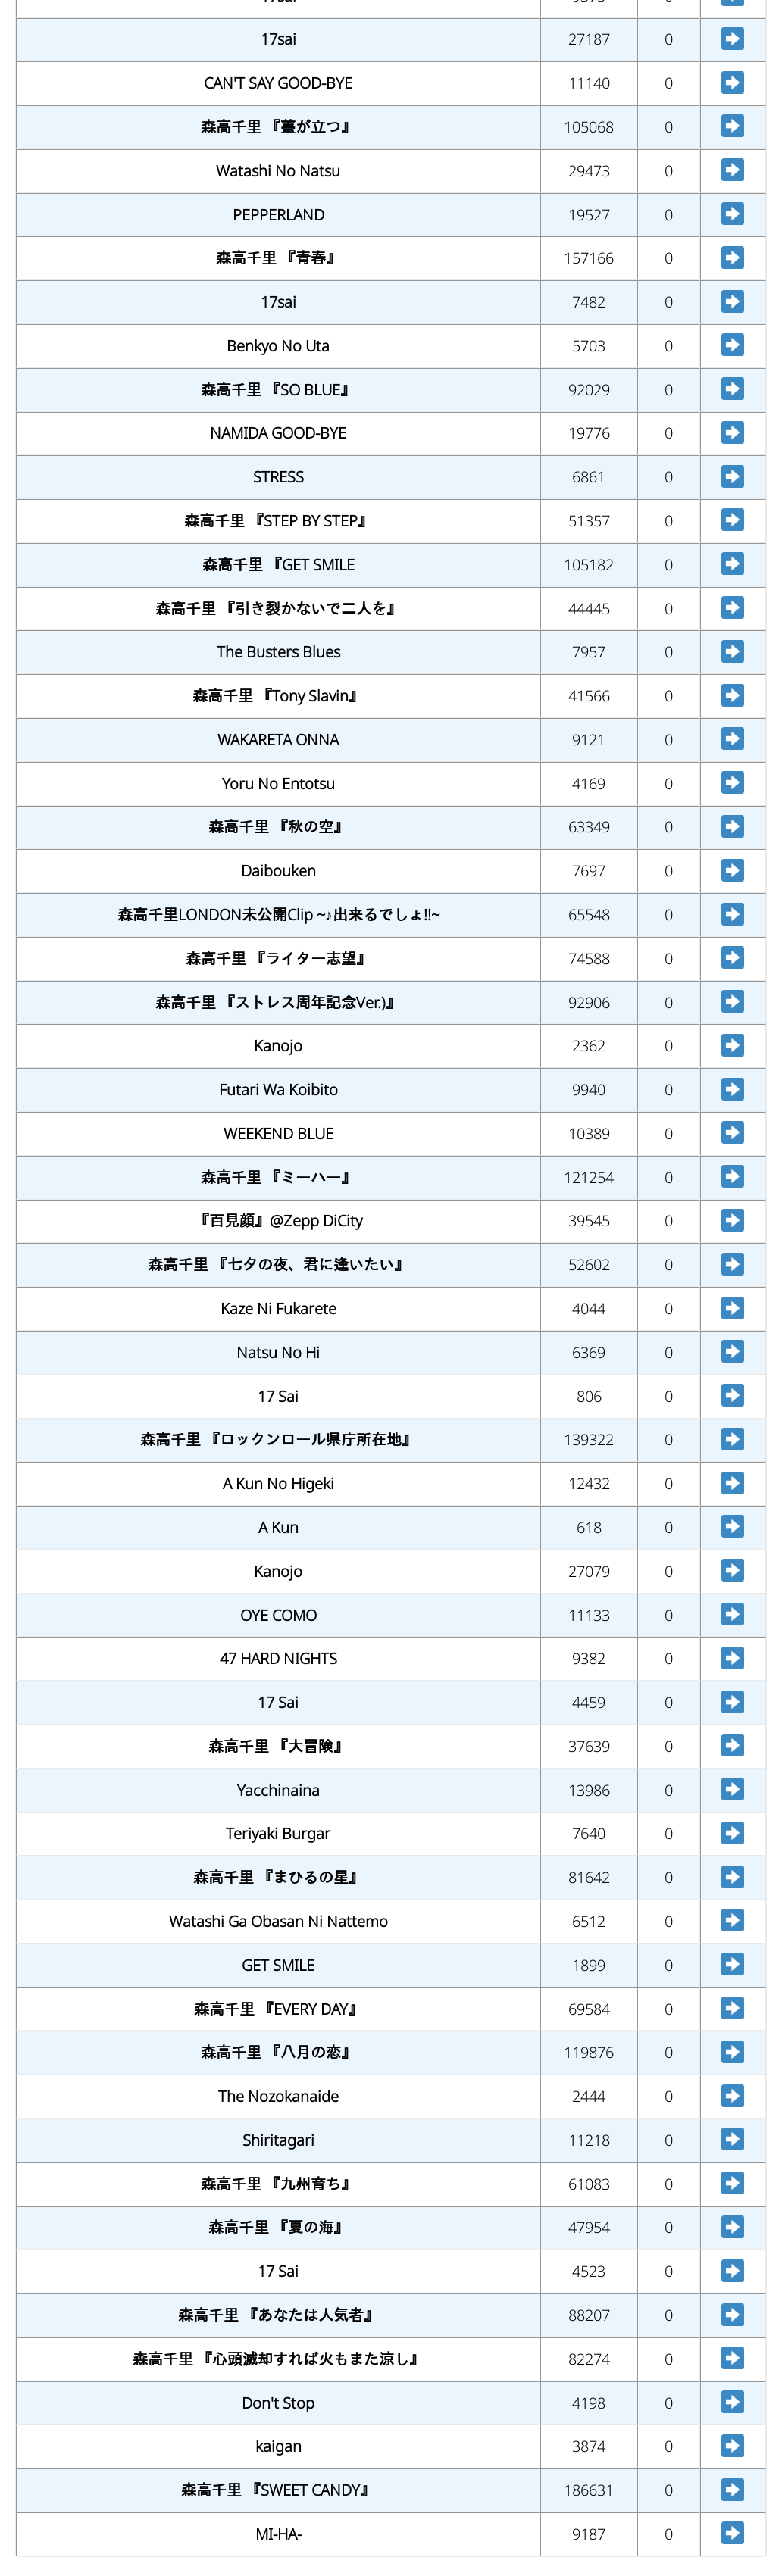 17sai 27187 0
CAN'T SAY GOOD-BYE 11140 0
森高千里 『薹が立つ』 105068 0
Watashi No Natsu 29473 0
PEPPERLAND 19527 0
森高千里 『青春』 157166 0
17sai 7482 0
Benkyo No Uta 5703 0
森高千里 『SO BLUE』 92029 0
NAMIDA GOOD-BYE 19776 0
STRESS 6861 0
森高千里 『STEP BY STEP』 51357 0
森高千里 『GET SMILE 105182 0
森高千里 『引き裂かないで二人を』 44445 0
The Busters Blues 7957 0
森高千里 『Tony Slavin』 41566 0
WAKARETA ONNA 9121 0
Yoru No Entotsu 4169 0
森高千里 『秋の空』 63349 0
Daibouken 7697 0
森高千里LONDON未公開Clip ~♪出来るでしょ!!~ 65548 0
森高千里 『ライター志望』 74588 0
森高千里 『ストレス周年記念Ver.)』 92906 0
Kanojo 2362 0
Futari Wa Koibito 9940 0
WEEKEND BLUE 10389 0
森高千里 『ミーハー』 121254 0
『百見顔』@Zepp DiCity 39545 0
森高千里 『七夕の夜、君に逢いたい』 52602 0
Kaze Ni Fukarete 4044 0
Natsu No Hi 6369 0
17 Sai 806 0
森高千里 『ロックンロール県庁所在地』 139322 0
A Kun No Higeki 12432 0
A Kun 618 0
Kanojo 27079 0
OYE COMO 11133 0
47 HARD NIGHTS 9382 0
17 Sai 4459 0
森高千里 『大冒険』 37639 0
Yacchinaina 13986 0
Teriyaki Burgar 7640 0
森高千里 『まひるの星』 81642 0
Watashi Ga Obasan Ni Nattemo 6512 0
GET SMILE 1899 0
森高千里 『EVERY DAY』 69584 0
森高千里 『八月の恋』 119876 0
The Nozokanaide 2444 0
Shiritagari 11218 0
森高千里 『九州育ち』 61083 0
森高千里 『夏の海』 47954 0
17 Sai 4523 0
森高千里 『あなたは人気者』 88207 0
森高千里 『心頭滅却すれば火もまた涼し』 82274 0
Don't Stop 4198 0
kaigan 3874 0
森高千里 『SWEET CANDY』 186631 0
MI-HA- 9187 0